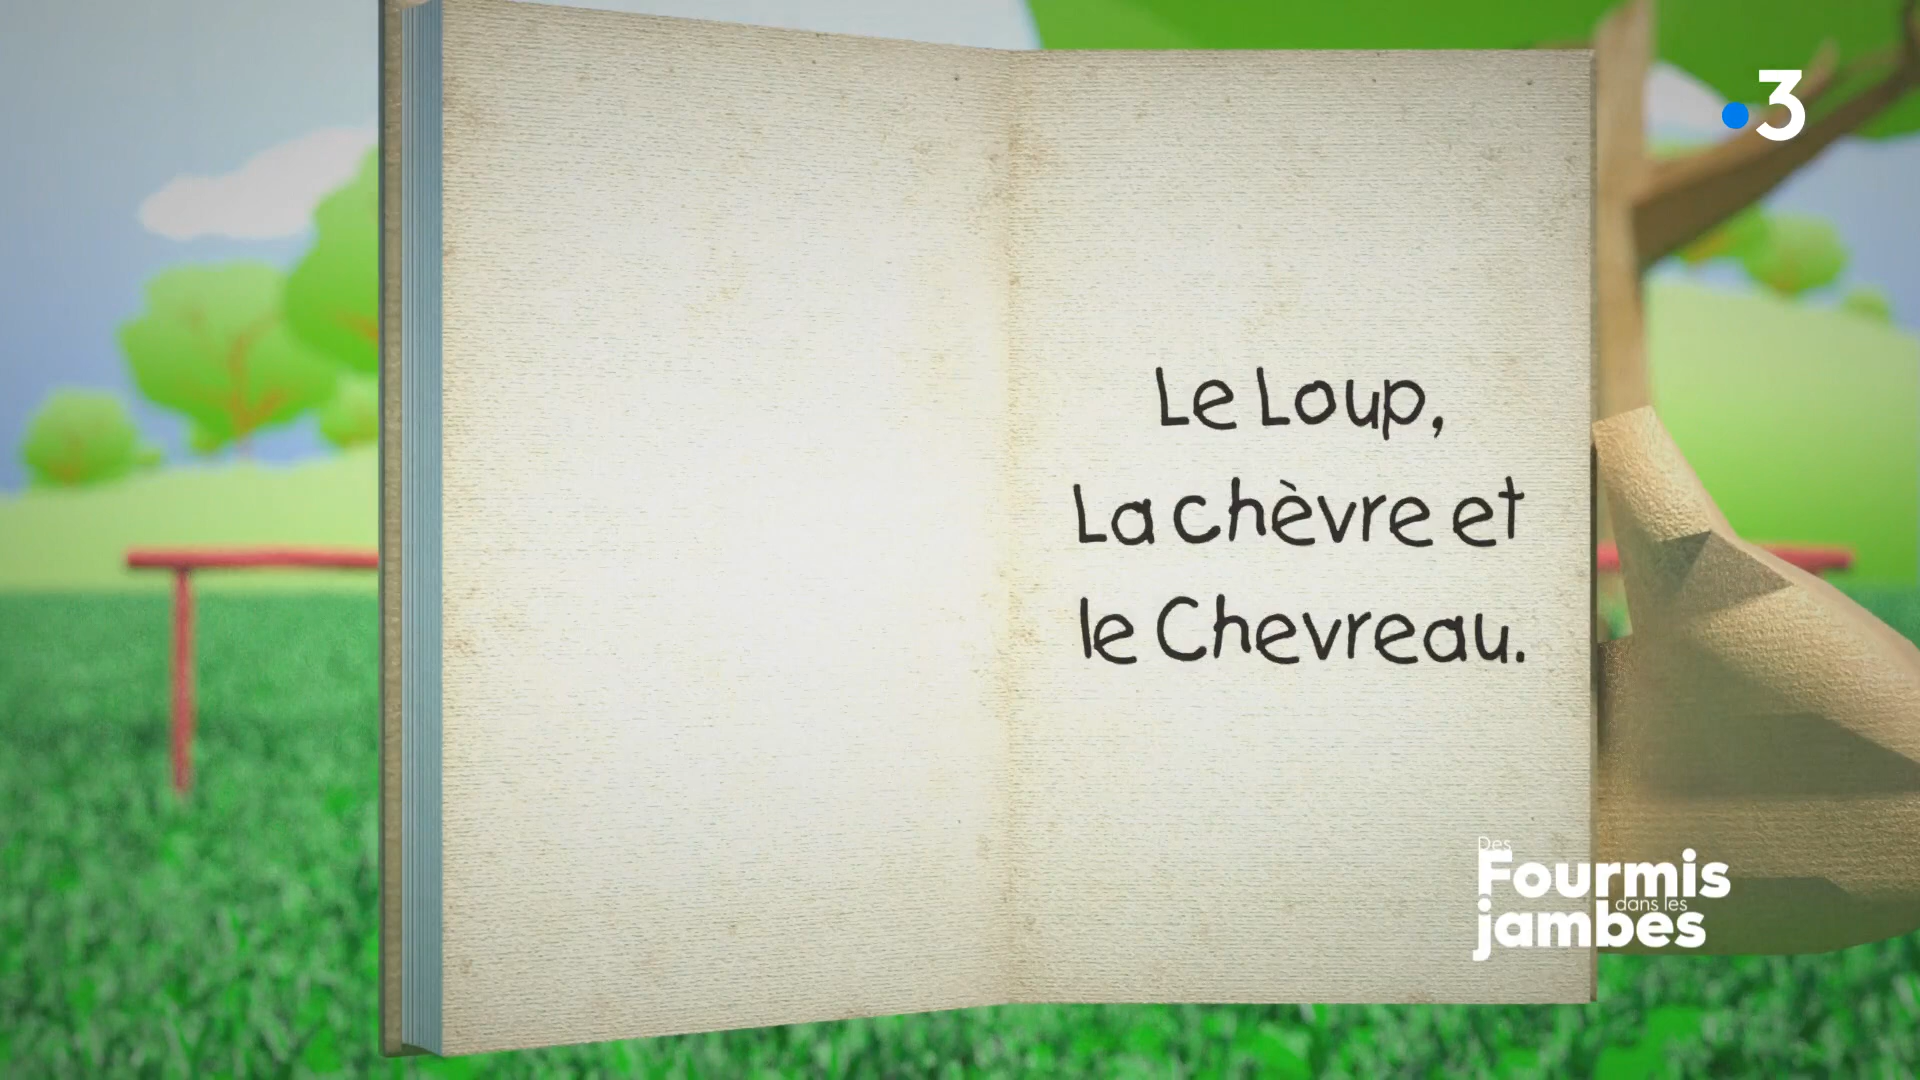 3
Le Loup,
La chèvre et
le Chevreau.
Des
Fourmis
dans les
jambes